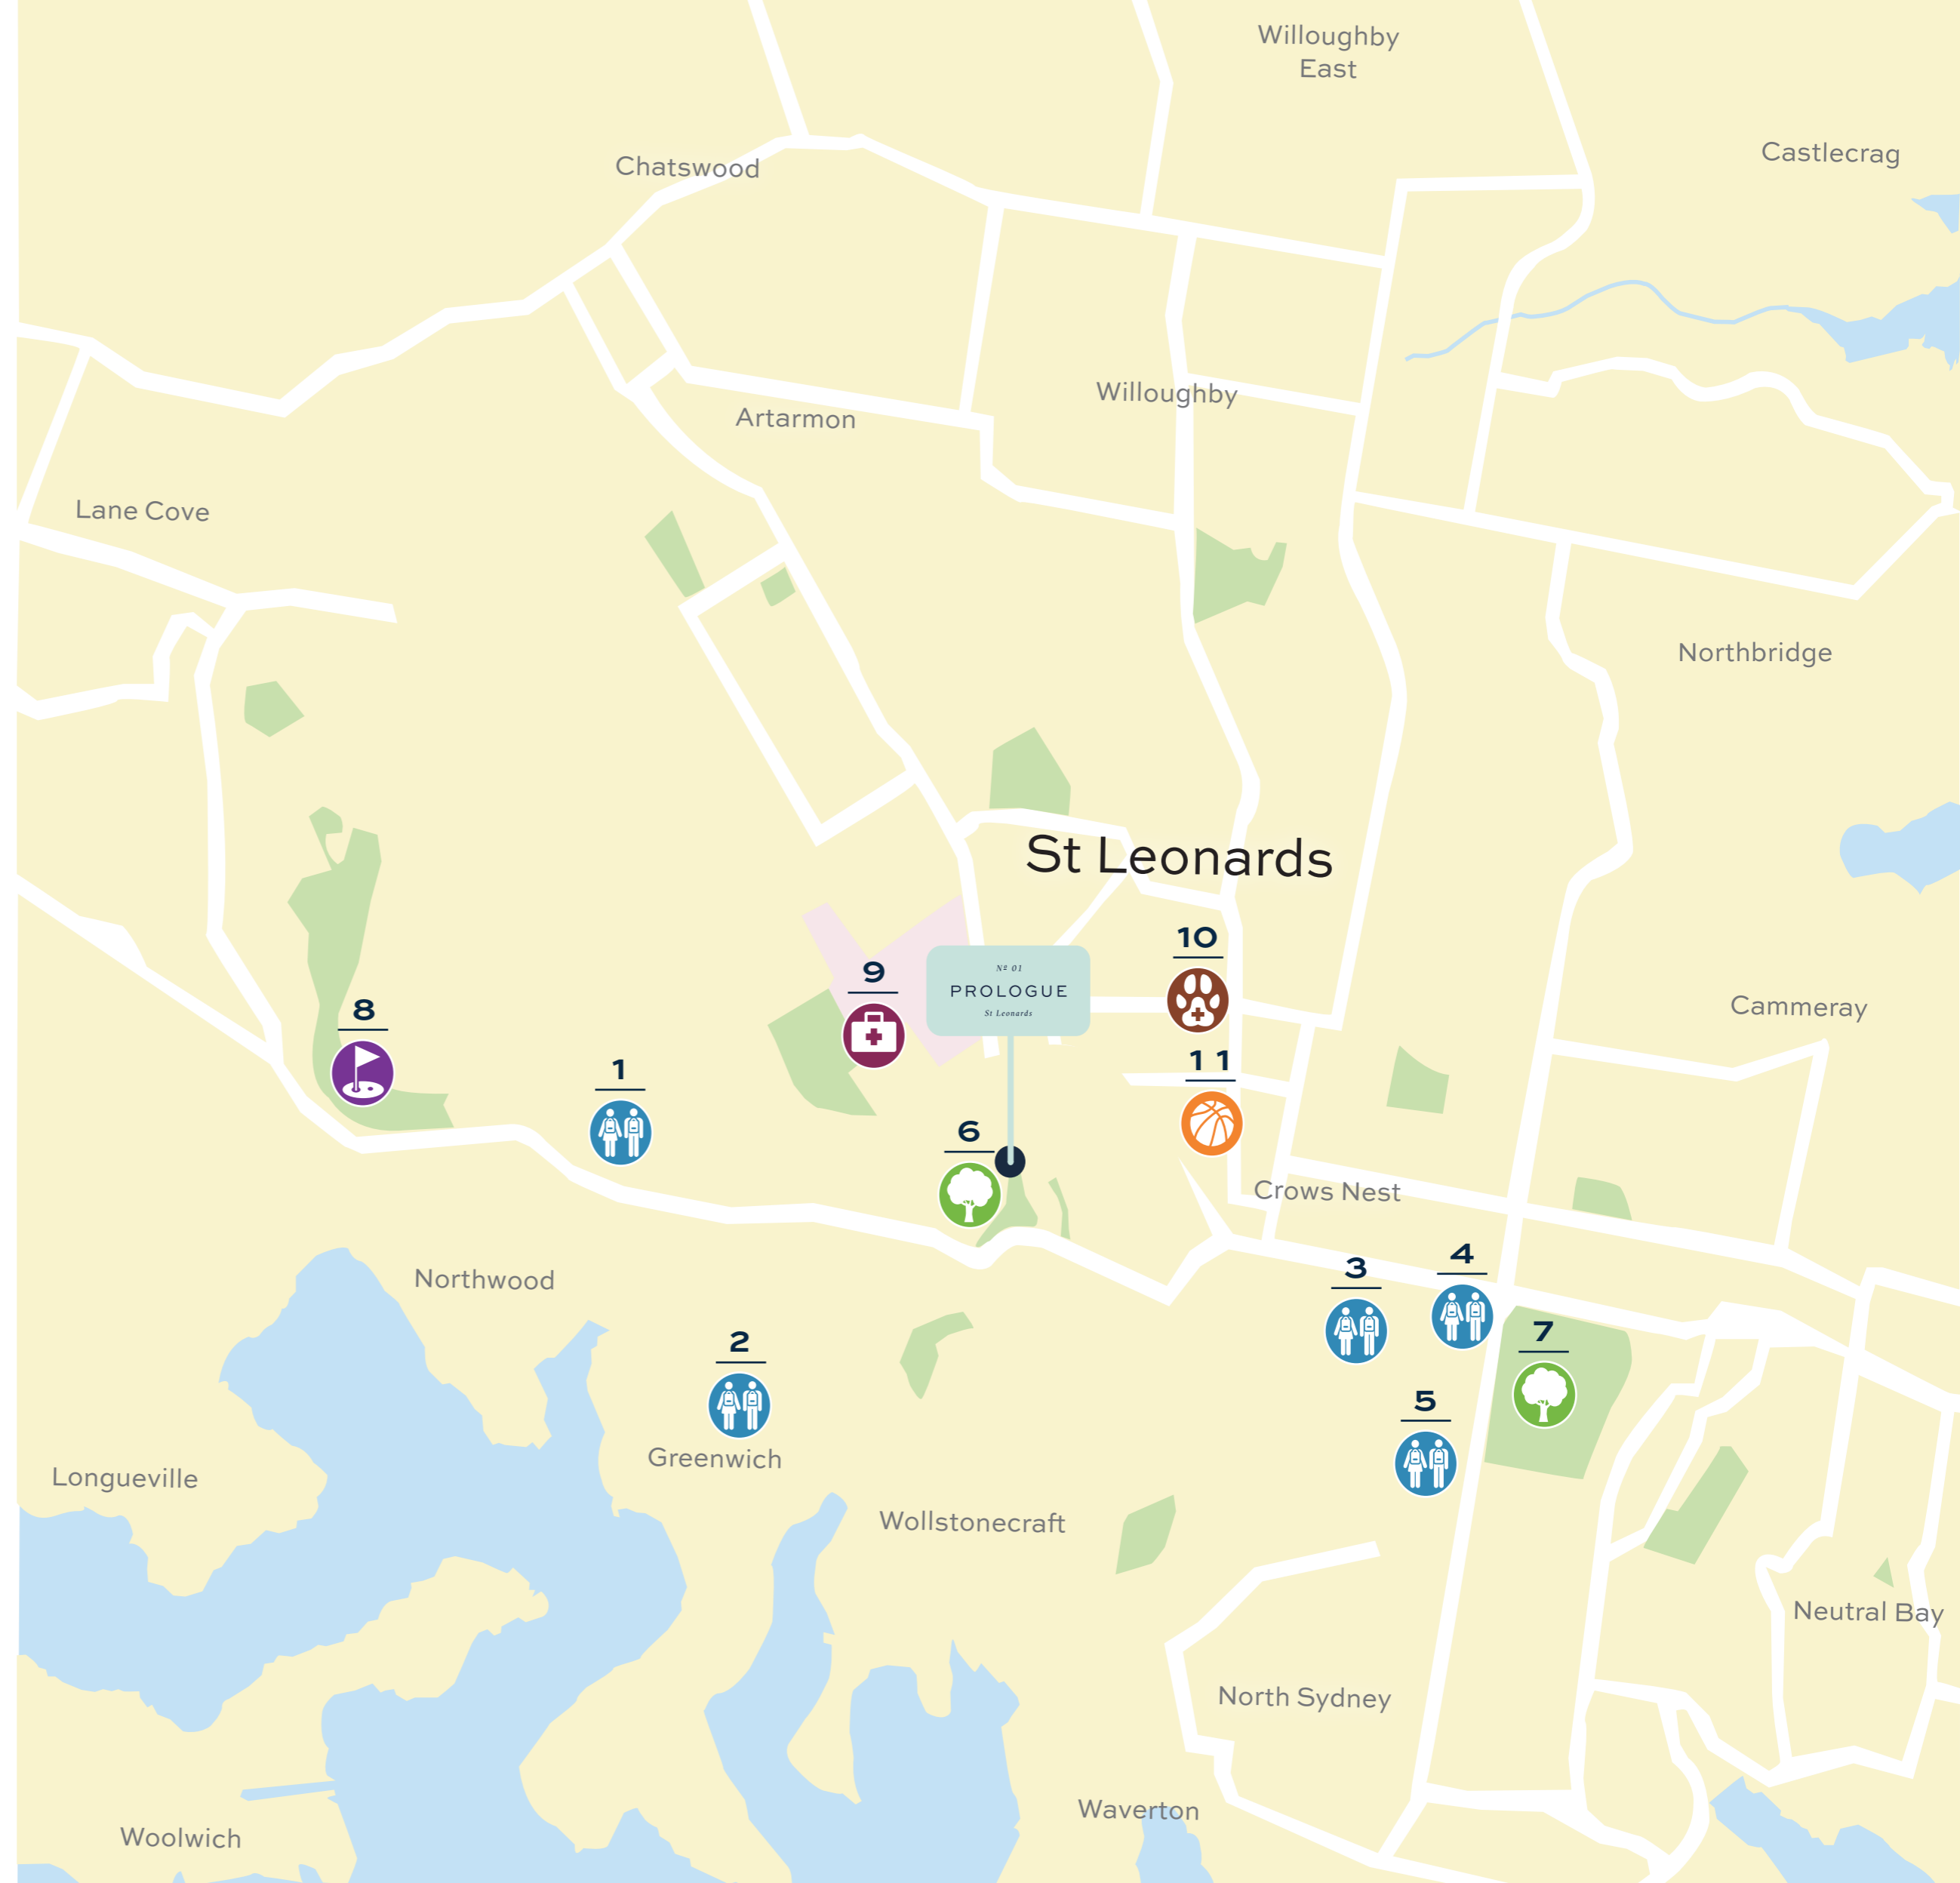 Willoughby
East
Castlecrag
Chatswood
Willoughby
Artarmon
Lane Cove
Northbridge
St Leonards
10
9
Nº 01
PROLOGUE
St Leonards
8
Cammeray
1
11
6
Crows Nest
4
3
Northwood
7
2
5
Greenwich
Longueville
Wollstonecraft
Neutral Bay
North Sydney
Waverton
Woolwich